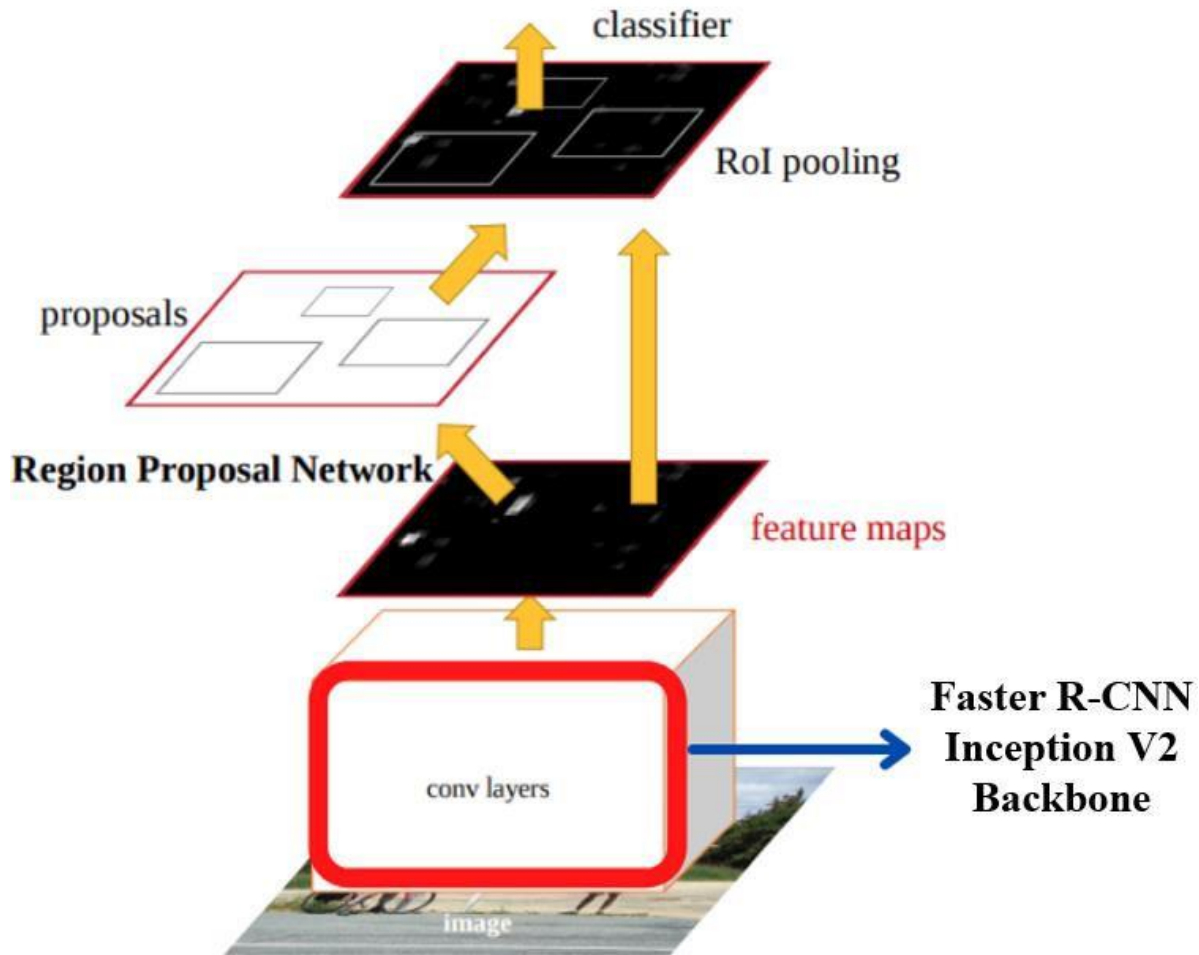 classifier
RoI pooling
proposals
Region Proposal Network
feature maps
Faster R-CNN
Inception V2
Backbone
conv layers
image